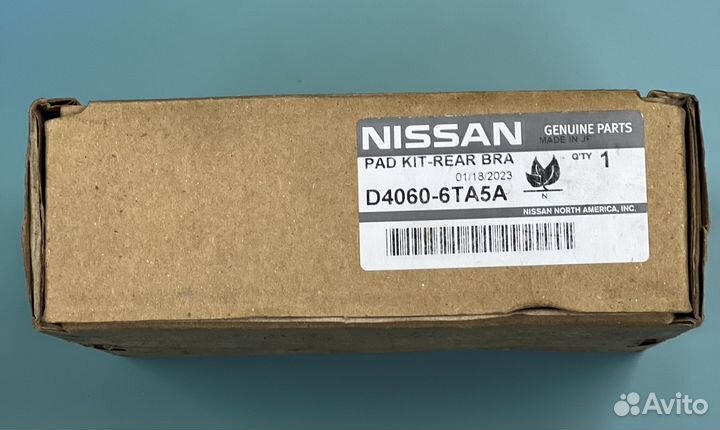 NISSAN GENUINE PARTS
MADE IN JP
PAD KIT-REAR BRA Q'TY 1
01/18/2023
D4060-6TA5A N
NISSAN NORTH AMERICA, INC.
Avito